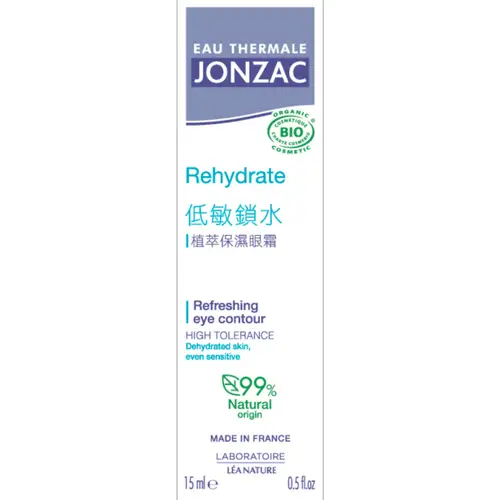 EAU THERMALE
JONZAC
ORGANIC
COSMÉTIQUE
BIO
CHARTE COSMEBIO
COSMETIC
Rehydrate
低敏鎖水
植萃保濕眼霜
Refreshing
eye contour
HIGH TOLERANCE
Dehydrated skin,
even sensitive
99%
Natural
origin
MADE IN FRANCE
LABORATOIRE
LÉA NATURE
15 ml e 0.5 fl.oz